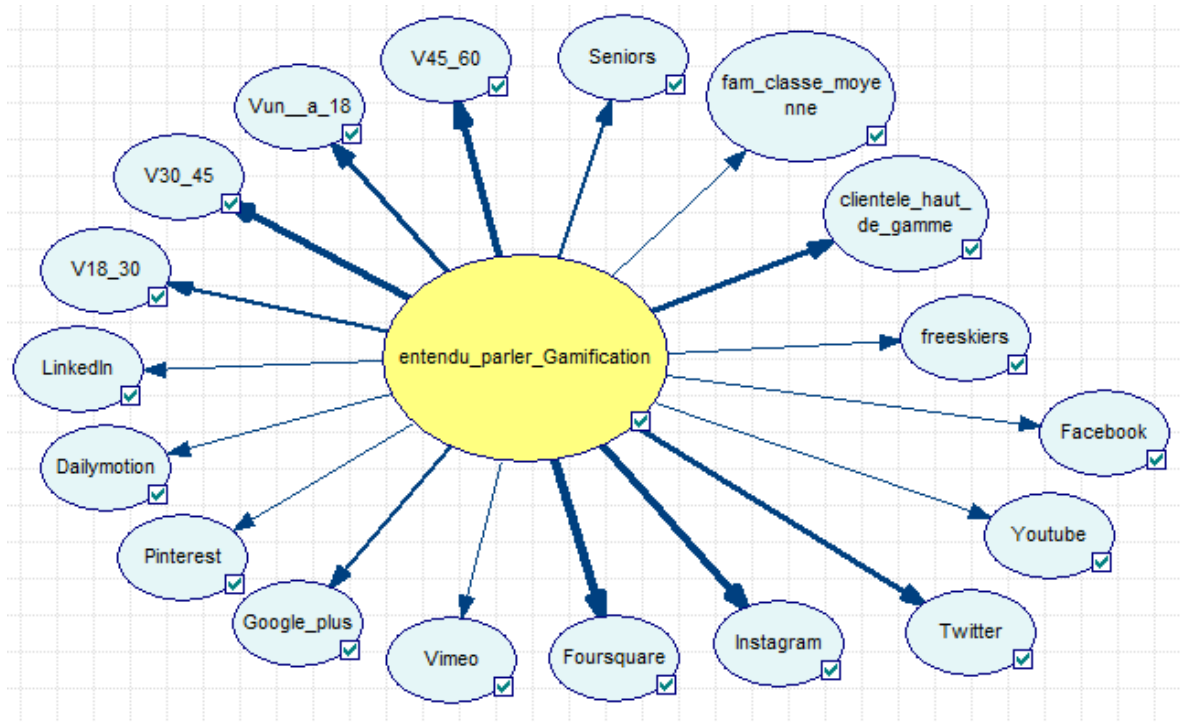 V45_60
Seniors
fam_classe_moye
nne
Vun__a_18
V30_45
clientele_haut_
de_gamme
V18_30
freeskiers
entendu_parler_Gamification
LinkedIn
Facebook
Dailymotion
Youtube
Pinterest
Google_plus
Twitter
Instagram
Vimeo
Foursquare